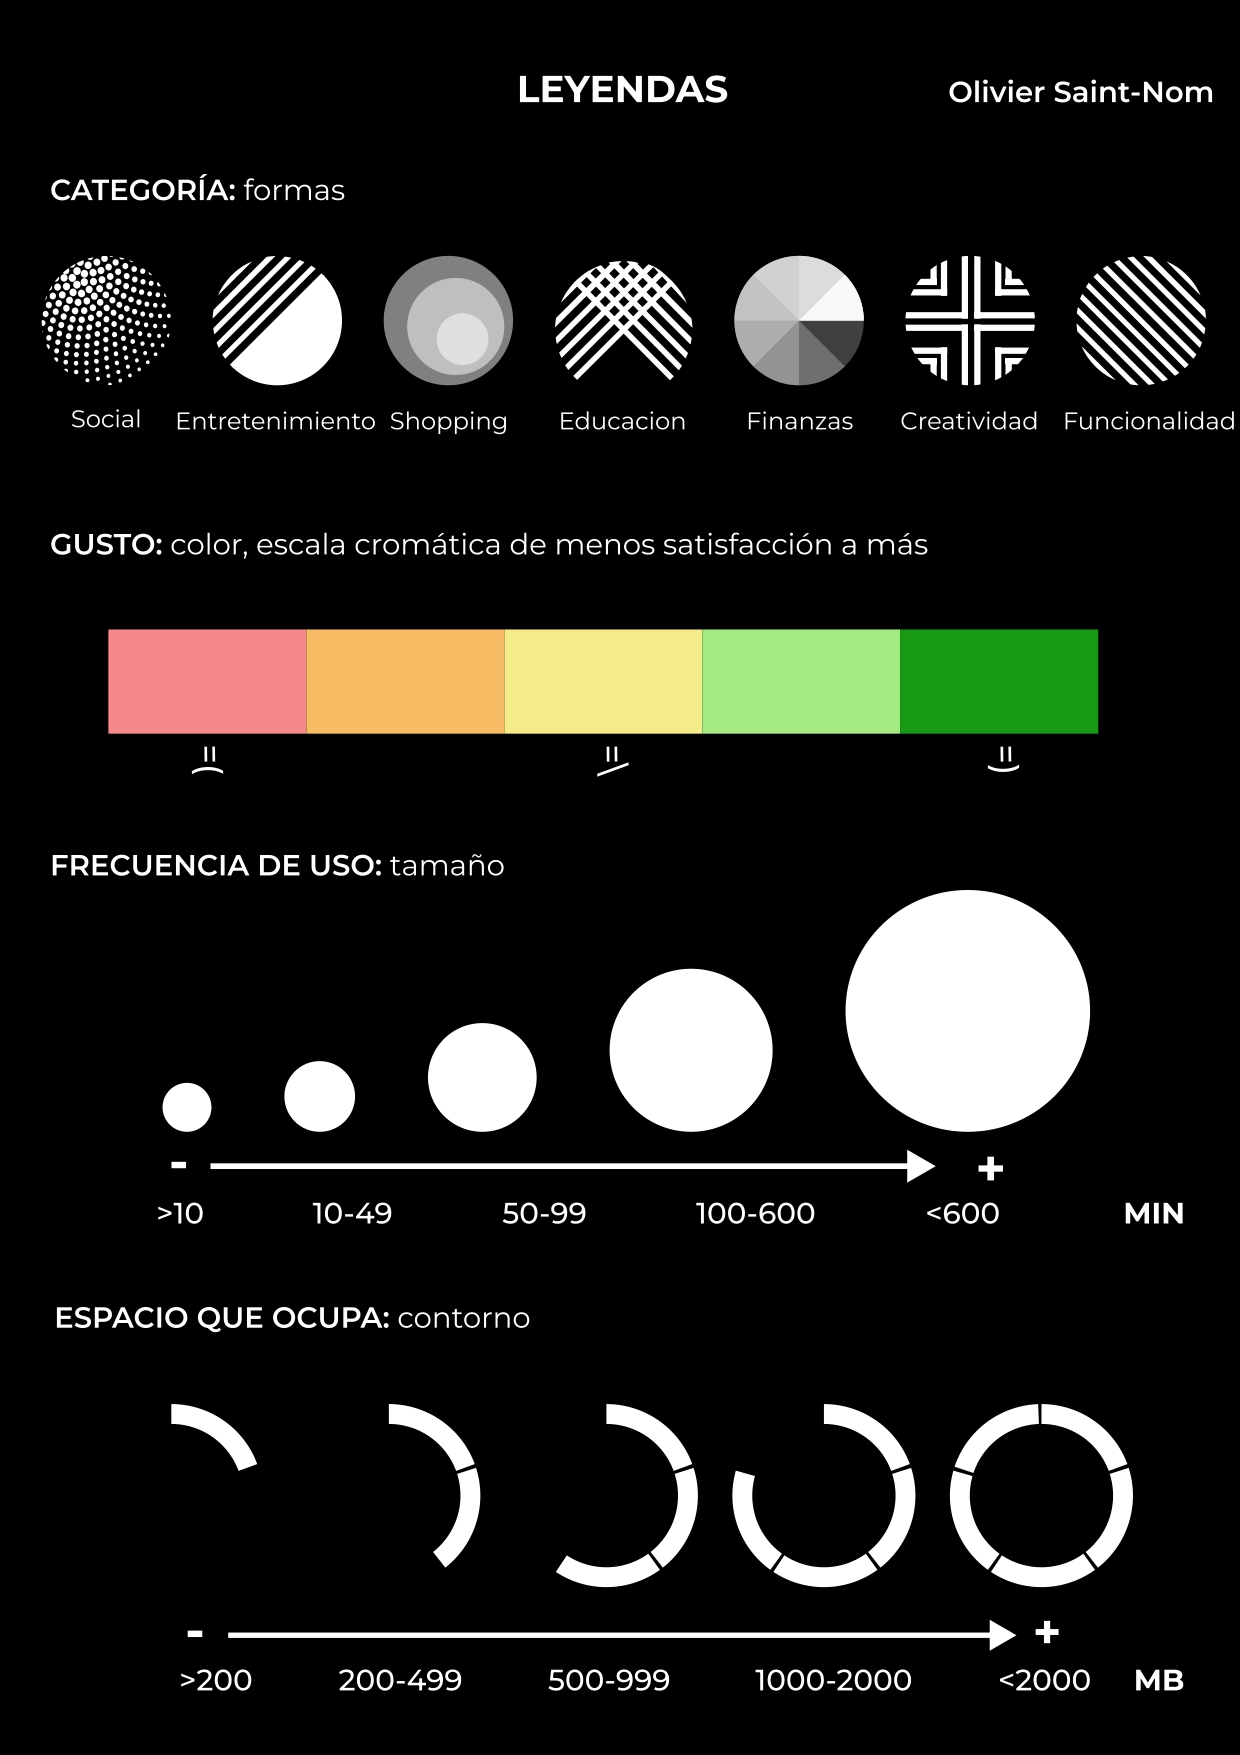 LEYENDAS
Olivier Saint-Nom
CATEGORÍA: formas
Social Entretenimiento Shopping Educacion Finanzas Creatividad Funcionalidad
GUSTO: color, escala cromática de menos satisfacción a más
=( =/ =)
FRECUENCIA DE USO: tamaño
- +
>10 10-49 50-99 100-600 <600 MIN
ESPACIO QUE OCUPA: contorno
- +
>200 200-499 500-999 1000-2000 <2000 MB